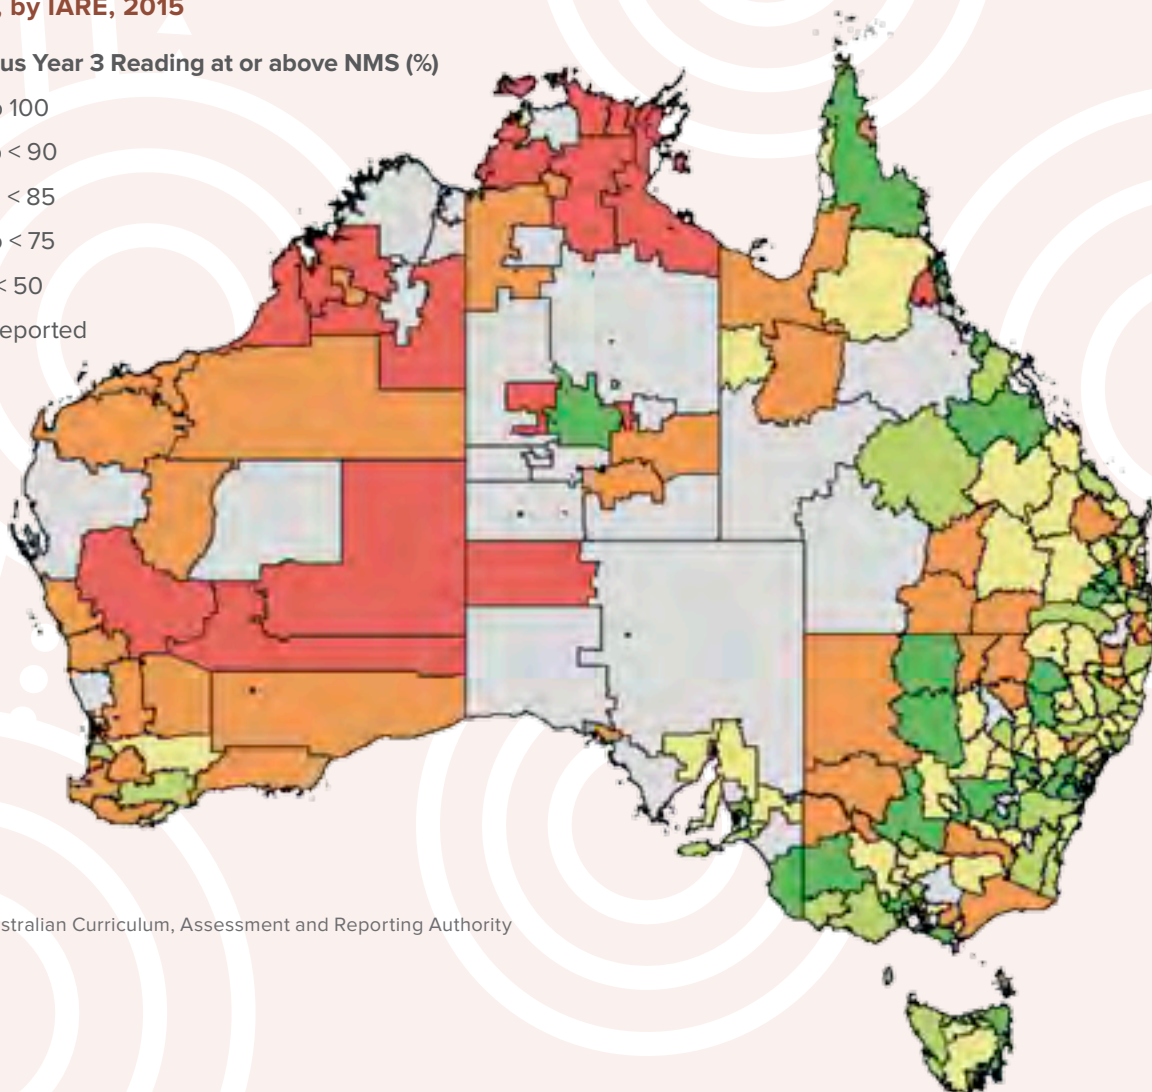 , by IARE, 2015
us Year 3 Reading at or above NMS (%)
100
< 90
< 85
< 75
< 50
eported
stralian Curriculum, Assessment and Reporting Authority